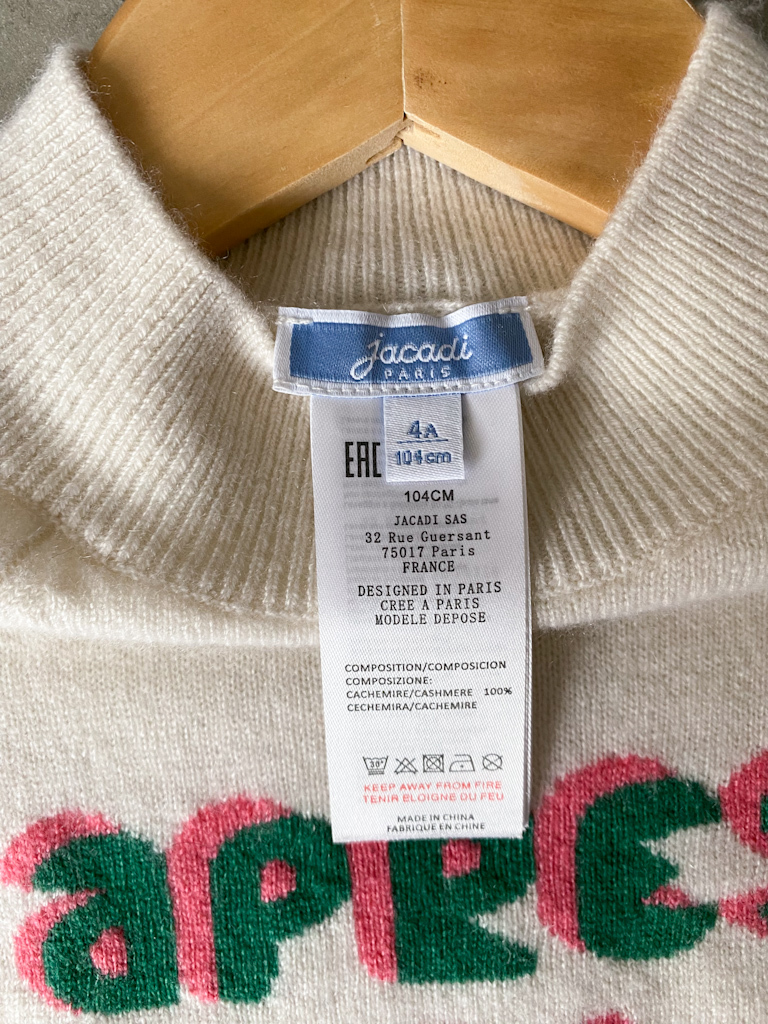 jacadi
PARIS
4A
104cm
EAC
104CM
JACADI SAS
32 Rue Guersant
75017 Paris
FRANCE
DESIGNED IN PARIS
CREE A PARIS
MODELE DEPOSE
COMPOSITION/COMPOSICION
COMPOSIZIONE:
CACHEMIRE/CASHMERE 100%
CECHEMIRA/CACHEMIRE
30°
KEEP AWAY FROM FIRE
TENIR ELOIGNE DU FEU
MADE IN CHINA
FABRIQUE EN CHINE
APRES